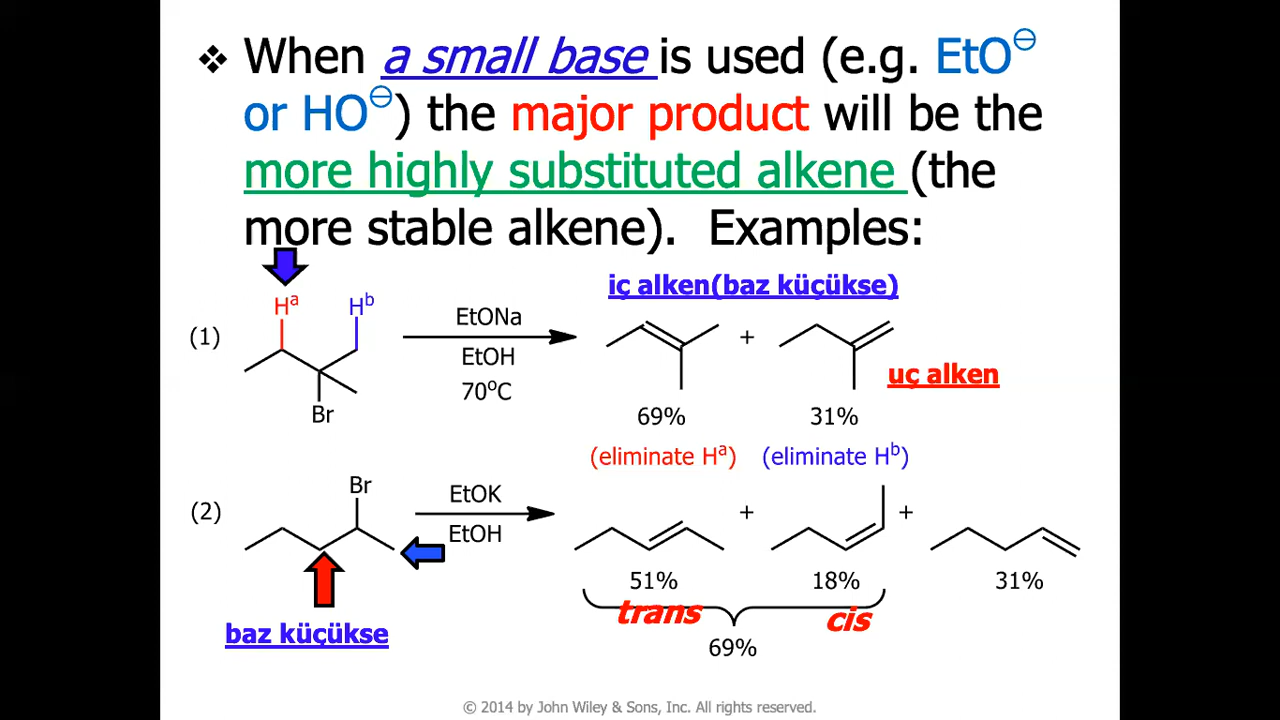 ❖ When a small base is used (e.g. EtO⊖
or HO⊖) the major product will be the
more highly substituted alkene (the
more stable alkene). Examples:
iç alken(baz küçükse)
(1)
Hᵃ
Hᵇ
Br
EtONa
EtOH
70°C
+
uç alken
69%
31%
(eliminate Hᵃ)
(eliminate Hᵇ)
(2)
Br
EtOK
EtOH
+
+
51%
18%
31%
trans
cis
69%
baz küçükse
© 2014 by John Wiley & Sons, Inc. All rights reserved.